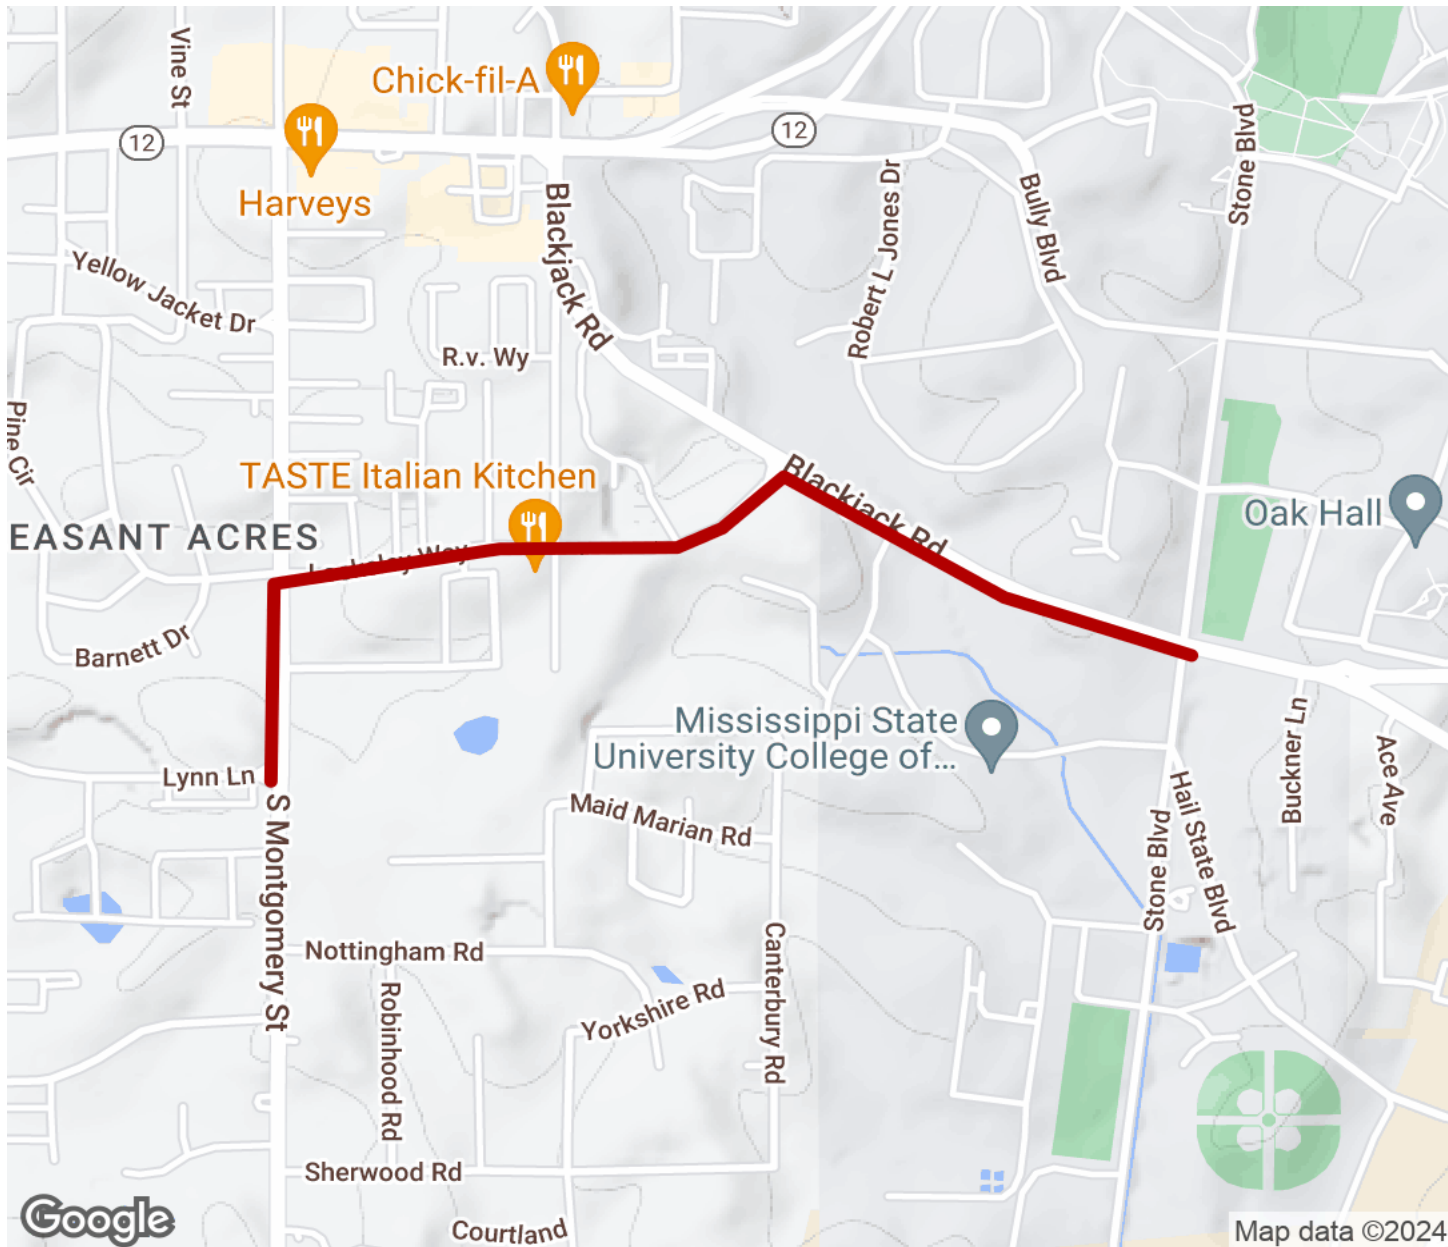 Vine St
Chick-fil-A
12
12
Harveys
Stone Blvd
Robert L Jones Dr
Bully Blvd
Blackjack Rd
Yellow Jacket Dr
R.v. Wy
Pine Cir
TASTE Italian Kitchen
Blackjack Rd
Oak Hall
EASANT ACRES
Barnett Dr
Mississippi State
University College of...
Lynn Ln
Buckner Ln
Ace Ave
Hail State Blvd
Maid Marian Rd
S Montgomery St
Stone Blvd
Nottingham Rd
Canterbury Rd
Robinhood Rd
Yorkshire Rd
Sherwood Rd
Courtland
Google
Map data ©2024